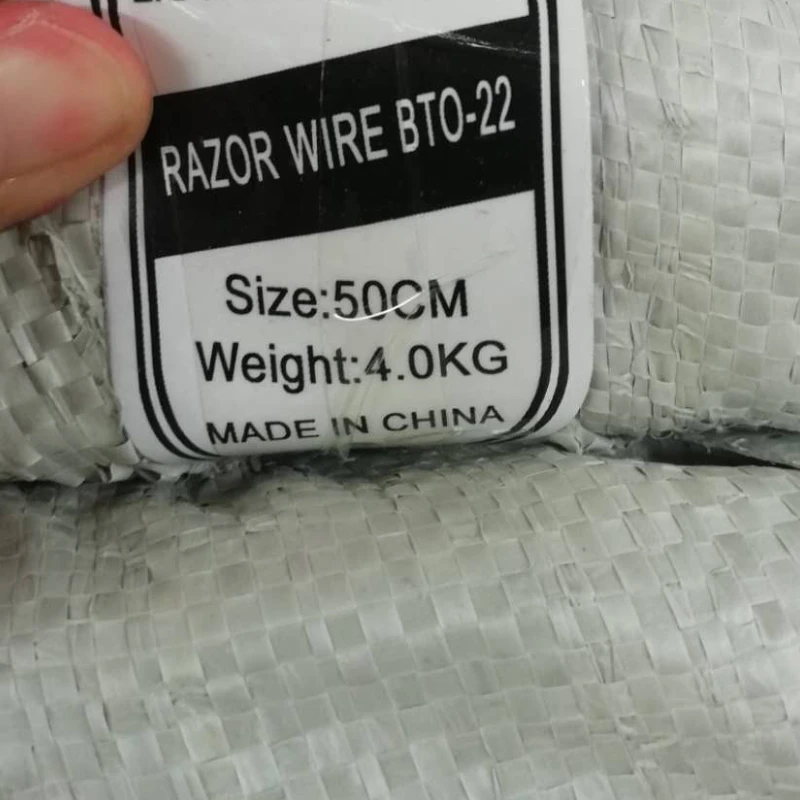 RAZOR WIRE BTO-22
Size:50CM
Weight:4.0KG
MADE IN CHINA